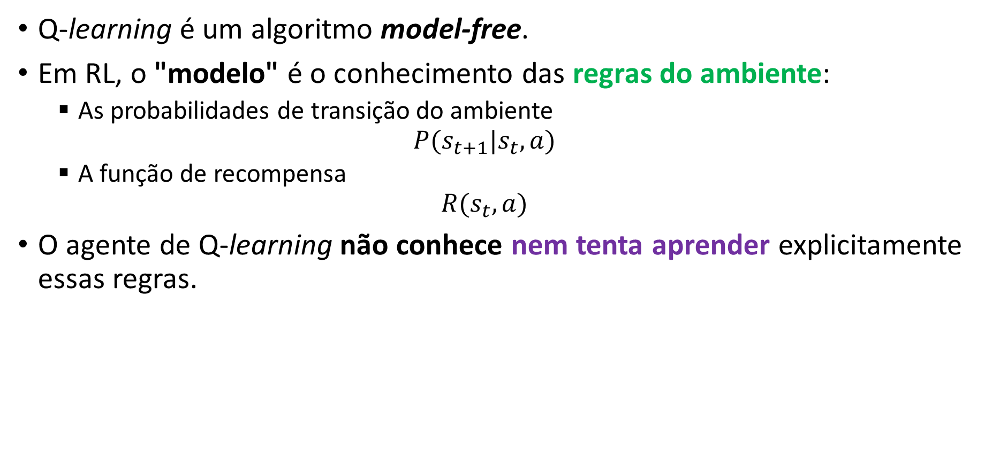 • Q-learning é um algoritmo model-free.
• Em RL, o "modelo" é o conhecimento das regras do ambiente:
▪ As probabilidades de transição do ambiente
P(s_{t+1}|s_t, a)
▪ A função de recompensa
R(s_t, a)
• O agente de Q-learning não conhece nem tenta aprender explicitamente
essas regras.